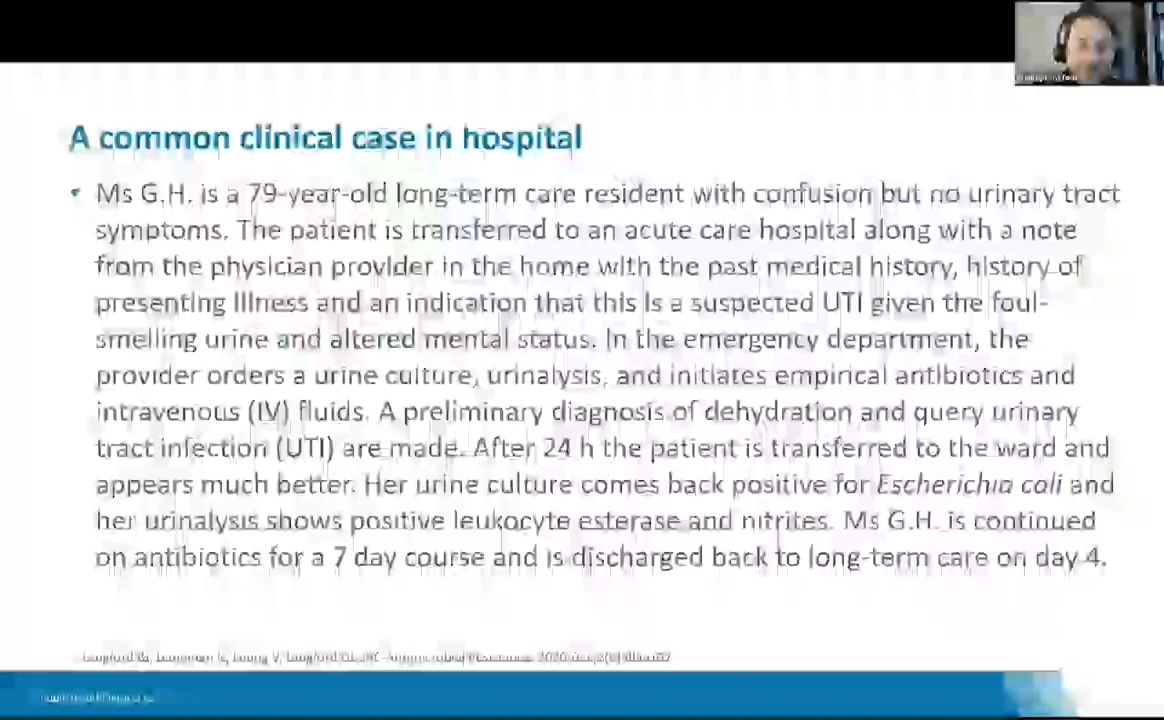 A common clinical case in hospital
• Ms G.H. is a 79-year-old long-term care resident with confusion but no urinary tract
symptoms. The patient is transferred to an acute care hospital along with a note
from the physician provider in the home with the past medical history, history of
presenting illness and an indication that this is a suspected UTI given the foul-
smelling urine and altered mental status. In the emergency department, the
provider orders a urine culture, urinalysis, and initiates empirical antibiotics and
intravenous (IV) fluids. A preliminary diagnosis of dehydration and query urinary
tract infection (UTI) are made. After 24 h the patient is transferred to the ward and
appears much better. Her urine culture comes back positive for Escherichia coli and
her urinalysis shows positive leukocyte esterase and nitrites. Ms G.H. is continued
on antibiotics for a 7 day course and is discharged back to long-term care on day 4.